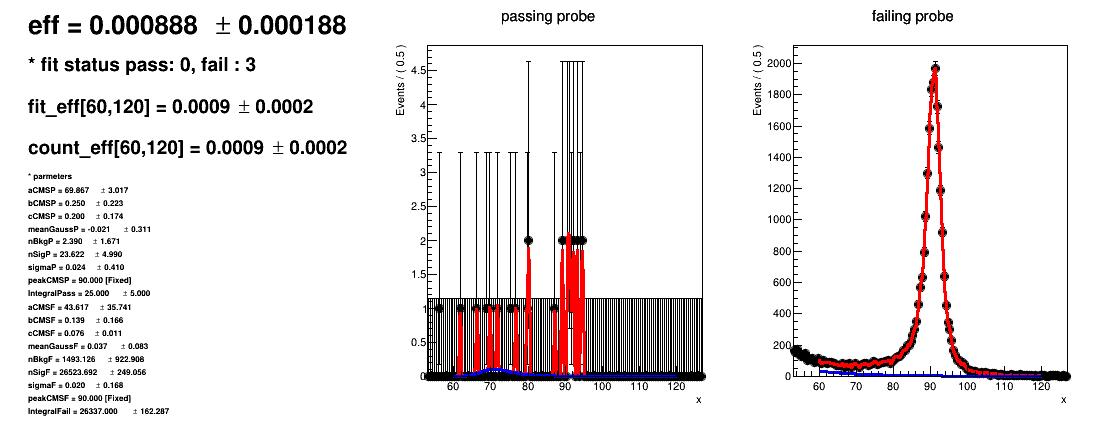 eff = 0.000888 ± 0.000188
* fit status pass: 0, fail : 3
fit_eff[60,120] = 0.0009 ± 0.0002
count_eff[60,120] = 0.0009 ± 0.0002
* parmeters
aCMSP = 69.867 ± 3.017
bCMSP = 0.250 ± 0.223
cCMSP = 0.200 ± 0.174
meanGaussP = -0.021 ± 0.311
nBkgP = 2.390 ± 1.671
nSigP = 23.622 ± 4.990
sigmaP = 0.024 ± 0.410
peakCMSP = 90.000 [Fixed]
IntegralPass = 25.000 ± 5.000
aCMSF = 43.617 ± 35.741
bCMSF = 0.139 ± 0.166
cCMSF = 0.076 ± 0.011
meanGaussF = 0.037 ± 0.083
nBkgF = 1493.126 ± 922.908
nSigF = 26523.692 ± 249.056
sigmaF = 0.020 ± 0.168
peakCMSF = 90.000 [Fixed]
IntegralFail = 26337.000 ± 162.287
passing probe
Events / ( 0.5 )
4.5
4
3.5
3
2.5
2
1.5
1
0.5
0
60 70 80 90 100 110 120
x
failing probe
Events / ( 0.5 )
2000
1800
1600
1400
1200
1000
800
600
400
200
0
60 70 80 90 100 110 120
x